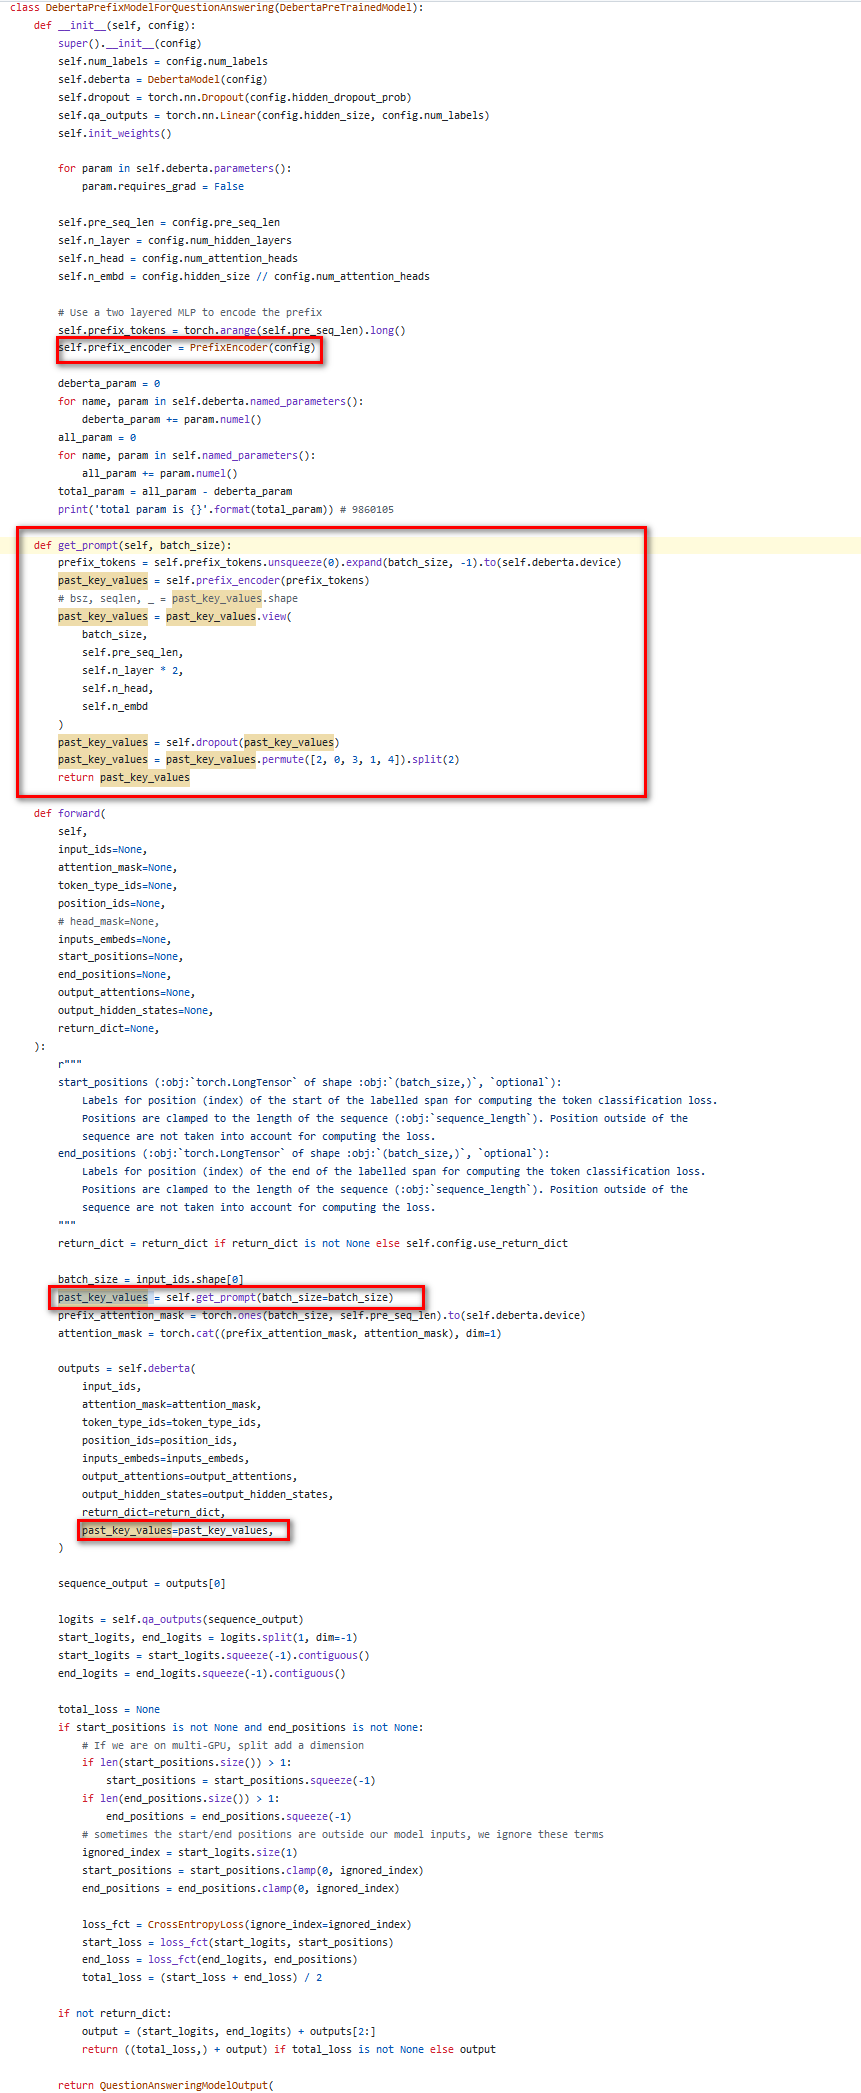 class DebertaPrefixModelForQuestionAnswering(DebertaPreTrainedModel):
    def __init__(self, config):
        super().__init__(config)
        self.num_labels = config.num_labels
        self.deberta = DebertaModel(config)
        self.dropout = torch.nn.Dropout(config.hidden_dropout_prob)
        self.qa_outputs = torch.nn.Linear(config.hidden_size, config.num_labels)
        self.init_weights()

        for param in self.deberta.parameters():
            param.requires_grad = False

        self.pre_seq_len = config.pre_seq_len
        self.n_layer = config.num_hidden_layers
        self.n_head = config.num_attention_heads
        self.n_embd = config.hidden_size // config.num_attention_heads

        # Use a two layered MLP to encode the prefix
        self.prefix_tokens = torch.arange(self.pre_seq_len).long()
        self.prefix_encoder = PrefixEncoder(config)

        deberta_param = 0
        for name, param in self.deberta.named_parameters():
            deberta_param += param.numel()
        all_param = 0
        for name, param in self.named_parameters():
            all_param += param.numel()
        total_param = all_param - deberta_param
        print('total param is {}'.format(total_param)) # 9860105

    def get_prompt(self, batch_size):
        prefix_tokens = self.prefix_tokens.unsqueeze(0).expand(batch_size, -1).to(self.deberta.device)
        past_key_values = self.prefix_encoder(prefix_tokens)
        # bsz, seqlen, _ = past_key_values.shape
        past_key_values = past_key_values.view(
            batch_size,
            self.pre_seq_len,
            self.n_layer * 2,
            self.n_head,
            self.n_embd
        )
        past_key_values = self.dropout(past_key_values)
        past_key_values = past_key_values.permute([2, 0, 3, 1, 4]).split(2)
        return past_key_values

    def forward(
        self,
        input_ids=None,
        attention_mask=None,
        token_type_ids=None,
        position_ids=None,
        # head_mask=None,
        inputs_embeds=None,
        start_positions=None,
        end_positions=None,
        output_attentions=None,
        output_hidden_states=None,
        return_dict=None,
    ):
        r"""
        start_positions (:obj:`torch.LongTensor` of shape :obj:`(batch_size,)`, `optional`):
            Labels for position (index) of the start of the labelled span for computing the token classification loss.
            Positions are clamped to the length of the sequence (:obj:`sequence_length`). Position outside of the
            sequence are not taken into account for computing the loss.
        end_positions (:obj:`torch.LongTensor` of shape :obj:`(batch_size,)`, `optional`):
            Labels for position (index) of the end of the labelled span for computing the token classification loss.
            Positions are clamped to the length of the sequence (:obj:`sequence_length`). Position outside of the
            sequence are not taken into account for computing the loss.
        """
        return_dict = return_dict if return_dict is not None else self.config.use_return_dict

        batch_size = input_ids.shape[0]
        past_key_values = self.get_prompt(batch_size=batch_size)
        prefix_attention_mask = torch.ones(batch_size, self.pre_seq_len).to(self.deberta.device)
        attention_mask = torch.cat((prefix_attention_mask, attention_mask), dim=1)

        outputs = self.deberta(
            input_ids,
            attention_mask=attention_mask,
            token_type_ids=token_type_ids,
            position_ids=position_ids,
            inputs_embeds=inputs_embeds,
            output_attentions=output_attentions,
            output_hidden_states=output_hidden_states,
            return_dict=return_dict,
            past_key_values=past_key_values,
        )

        sequence_output = outputs[0]

        logits = self.qa_outputs(sequence_output)
        start_logits, end_logits = logits.split(1, dim=-1)
        start_logits = start_logits.squeeze(-1).contiguous()
        end_logits = end_logits.squeeze(-1).contiguous()

        total_loss = None
        if start_positions is not None and end_positions is not None:
            # If we are on multi-GPU, split add a dimension
            if len(start_positions.size()) > 1:
                start_positions = start_positions.squeeze(-1)
            if len(end_positions.size()) > 1:
                end_positions = end_positions.squeeze(-1)
            # sometimes the start/end positions are outside our model inputs, we ignore these terms
            ignored_index = start_logits.size(1)
            start_positions = start_positions.clamp(0, ignored_index)
            end_positions = end_positions.clamp(0, ignored_index)

            loss_fct = CrossEntropyLoss(ignore_index=ignored_index)
            start_loss = loss_fct(start_logits, start_positions)
            end_loss = loss_fct(end_logits, end_positions)
            total_loss = (start_loss + end_loss) / 2

        if not return_dict:
            output = (start_logits, end_logits) + outputs[2:]
            return ((total_loss,) + output) if total_loss is not None else output

        return QuestionAnsweringModelOutput(